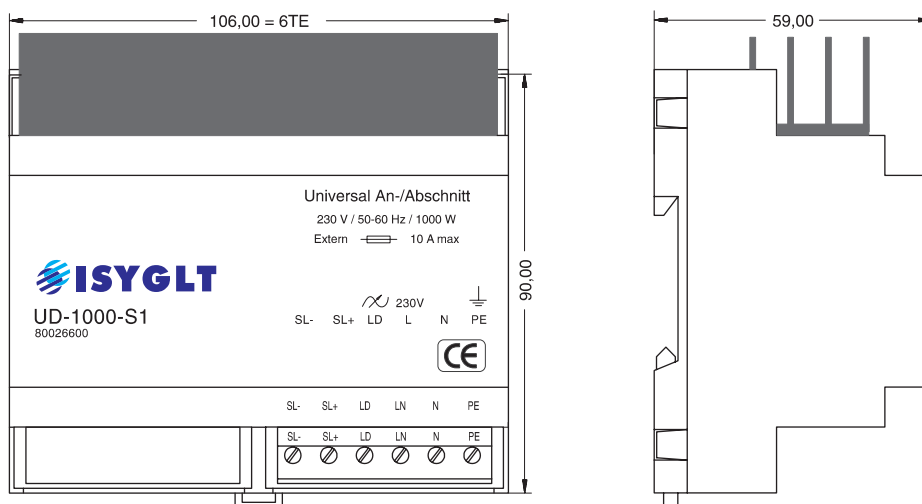 106,00 = 6TE
59,00
Universal An-/Abschnitt
230 V / 50-60 Hz / 1000 W
Extern 10 A max
90,00
ISYGLT
UD-1000-S1
80026600
230V
SL- SL+ LD L N PE
CE
SL- SL+ LD LN N PE
SL- SL+ LD LN N PE